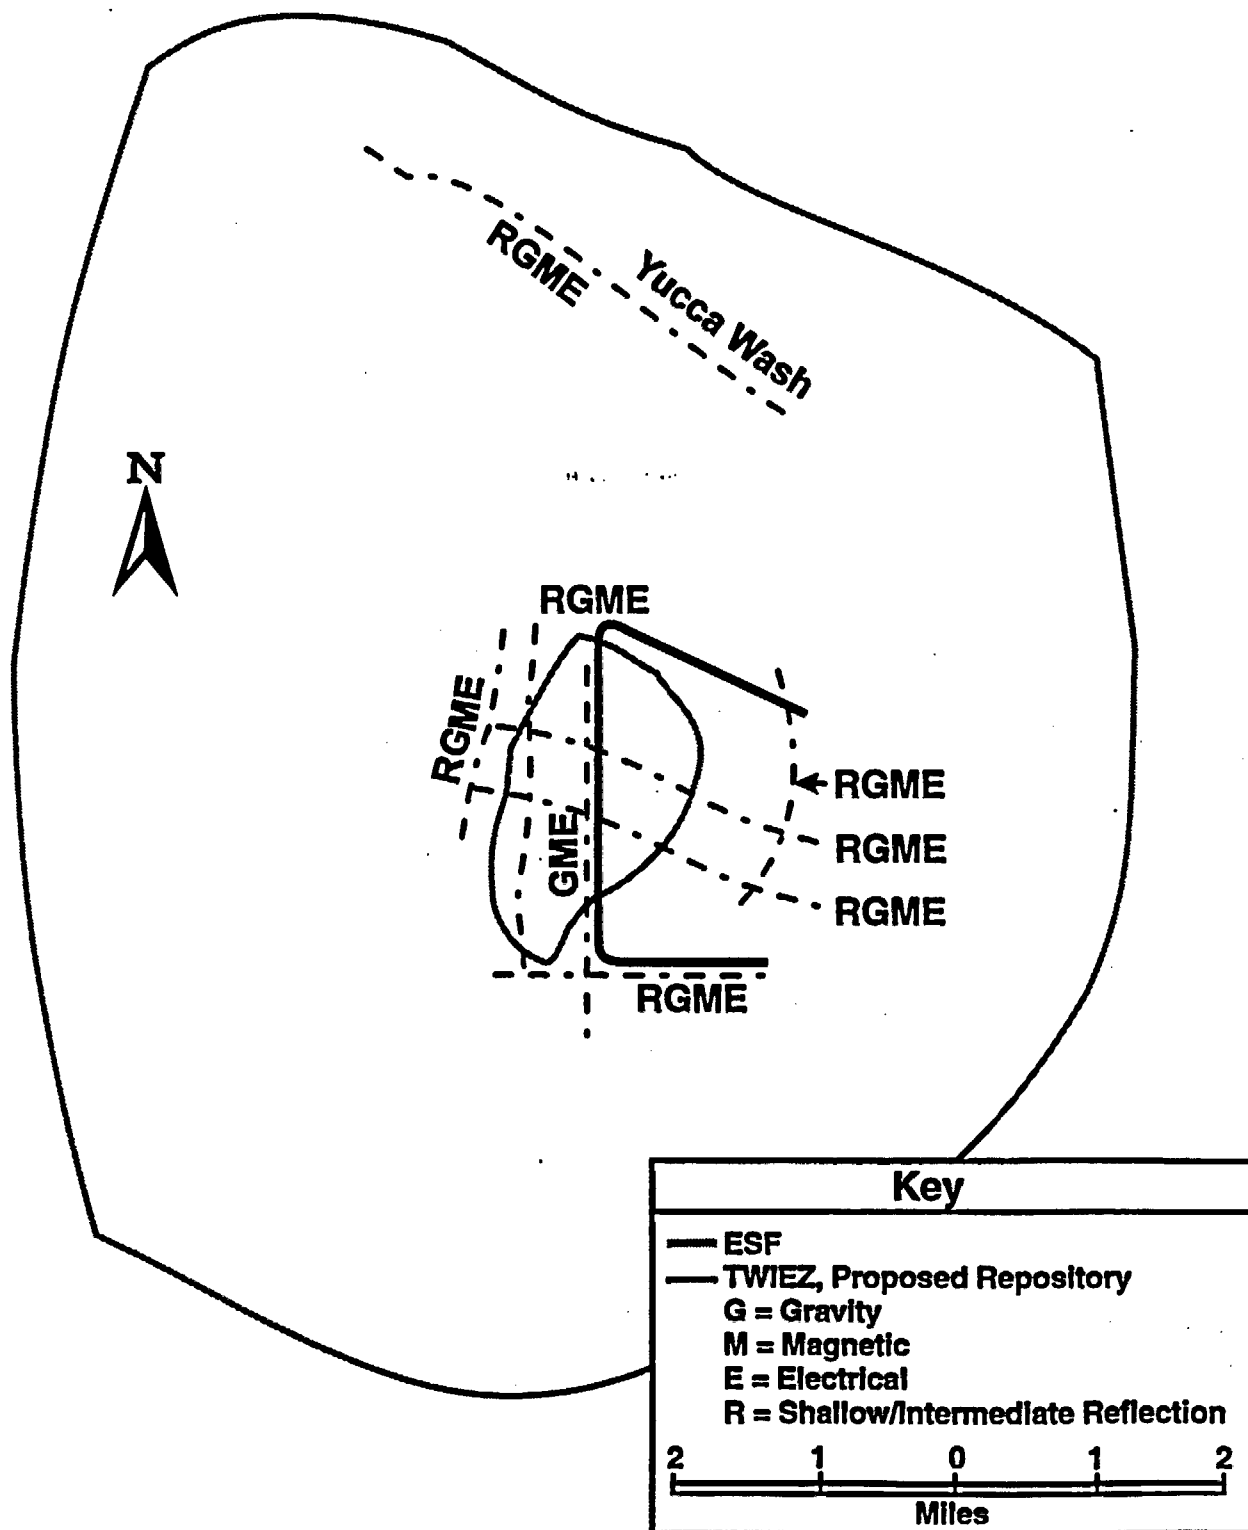 RGME
Yucca Wash
N
RGME
RGME
GME
RGME
RGME
RGME
RGME
Key
ESF
TWIEZ, Proposed Repository
G = Gravity
M = Magnetic
E = Electrical
R = Shallow/Intermediate Reflection
2 1 0 1 2
Miles